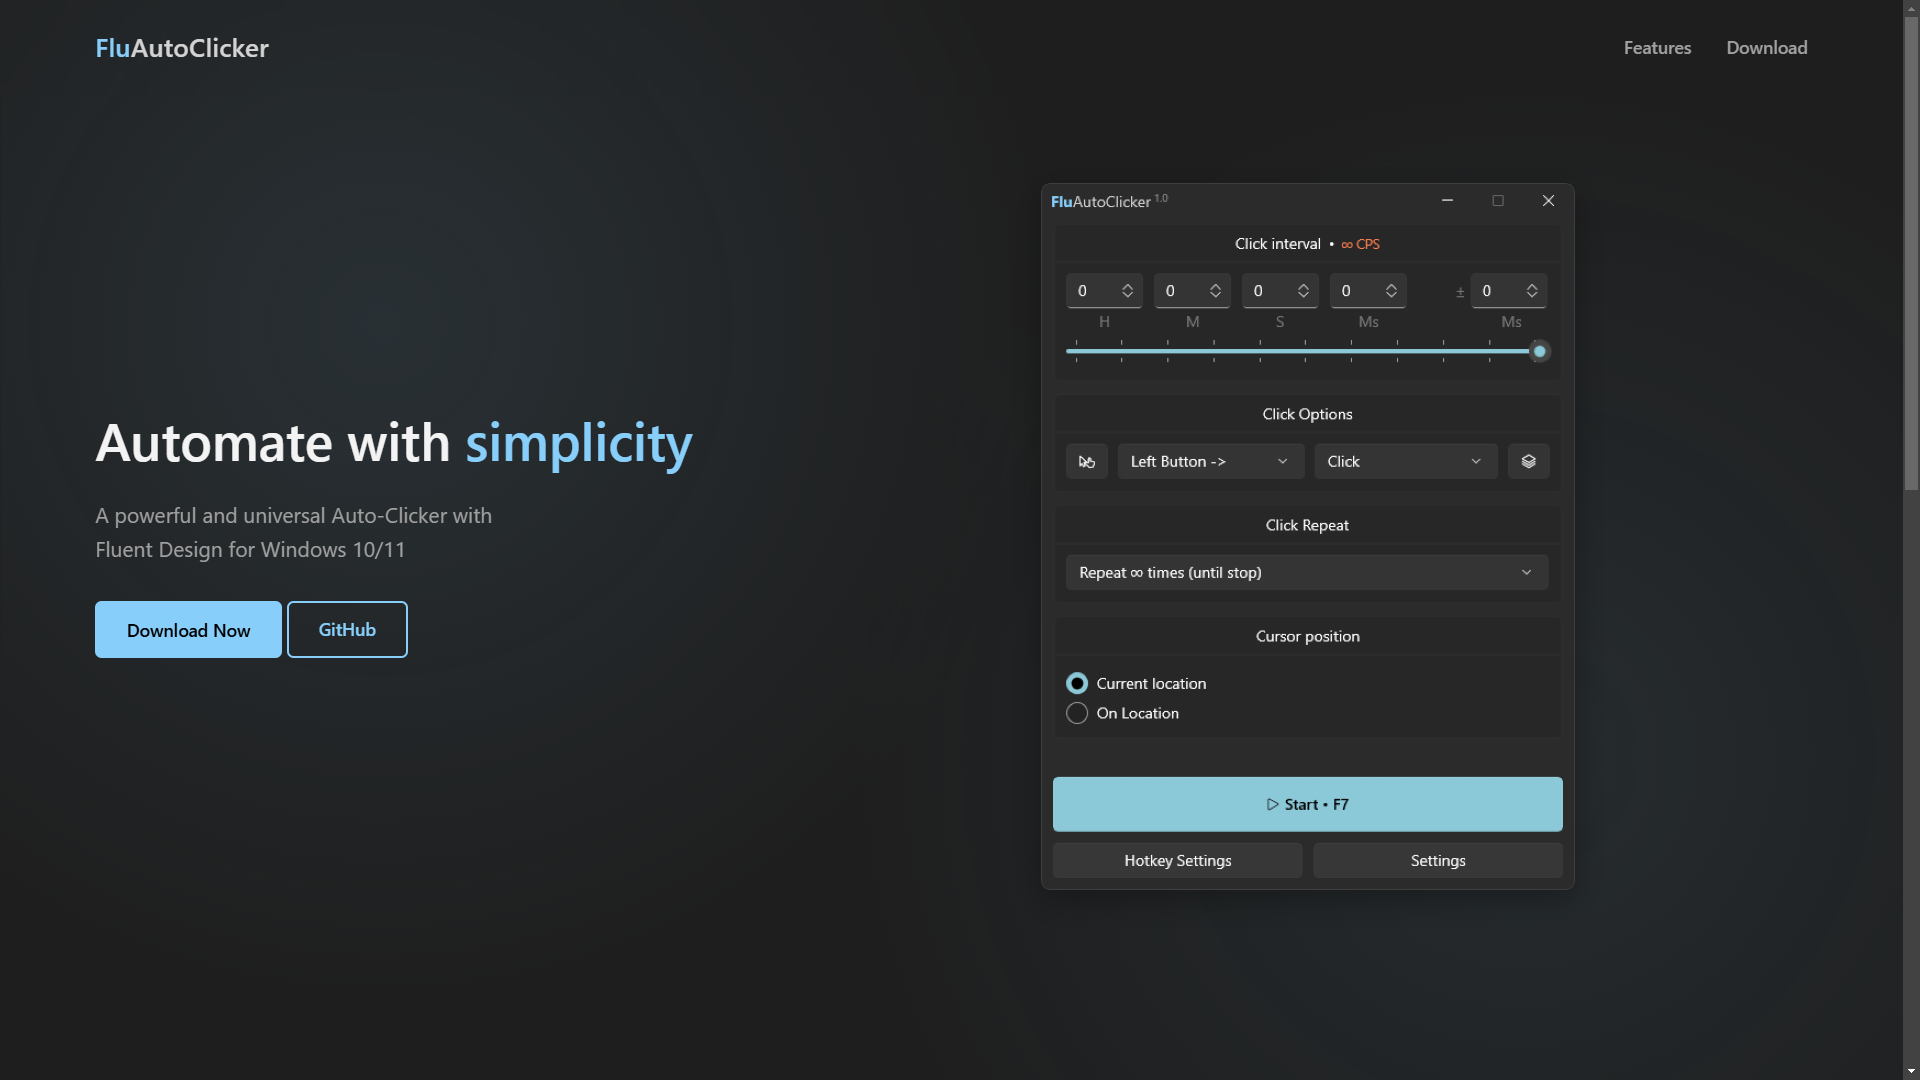 FluAutoClicker
Features
Download
Automate with simplicity
A powerful and universal Auto-Clicker with
Fluent Design for Windows 10/11
Download Now
GitHub
FluAutoClicker 1.0
Click interval • ∞ CPS
0 0 0 0 ± 0
H M S Ms Ms
Click Options
Left Button ->
Click
Click Repeat
Repeat ∞ times (until stop)
Cursor position
Current location
On Location
Start • F7
Hotkey Settings
Settings